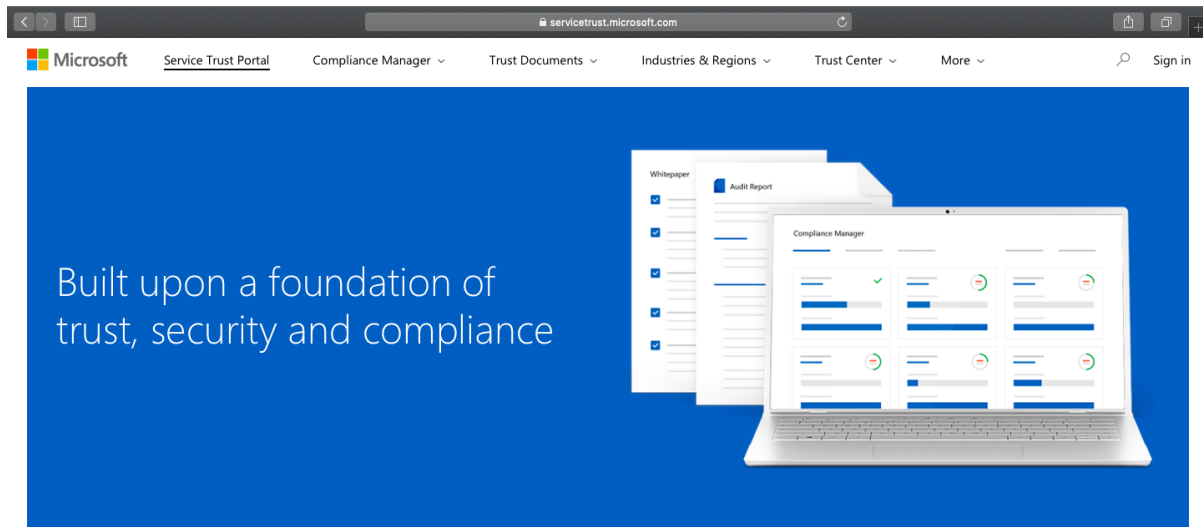 servicetrust.microsoft.com
Microsoft Service Trust Portal Compliance Manager Trust Documents Industries & Regions Trust Center More Sign in
Whitepaper
Audit Report
Compliance Manager
Built upon a foundation of
trust, security and compliance